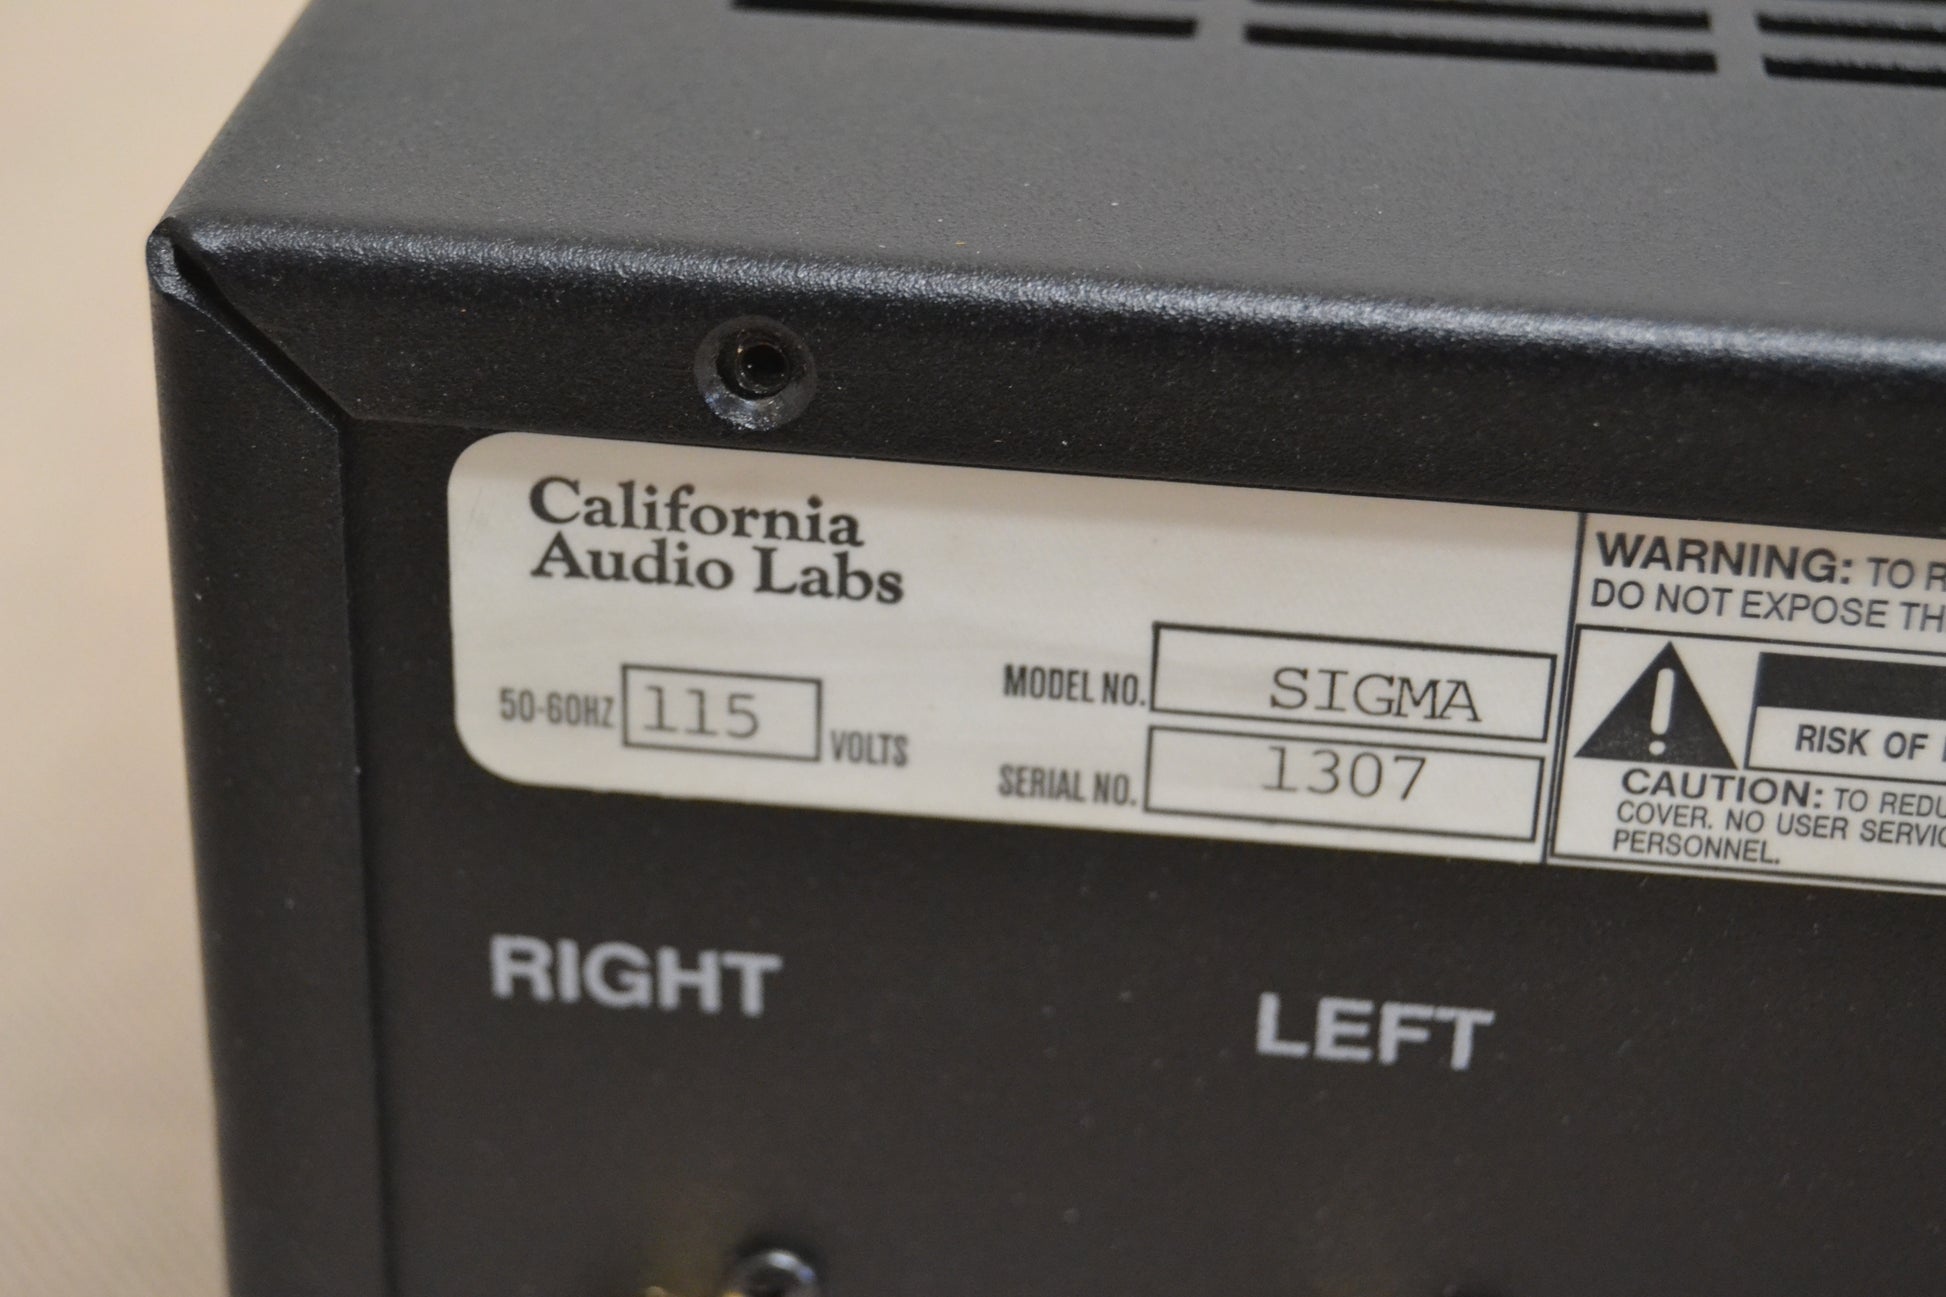 California
Audio Labs
50-60HZ 115 VOLTS
MODEL NO. SIGMA
SERIAL NO. 1307
WARNING: TO R
DO NOT EXPOSE TH
RISK OF
CAUTION: TO REDU
COVER. NO USER SERVIC
PERSONNEL.
RIGHT
LEFT